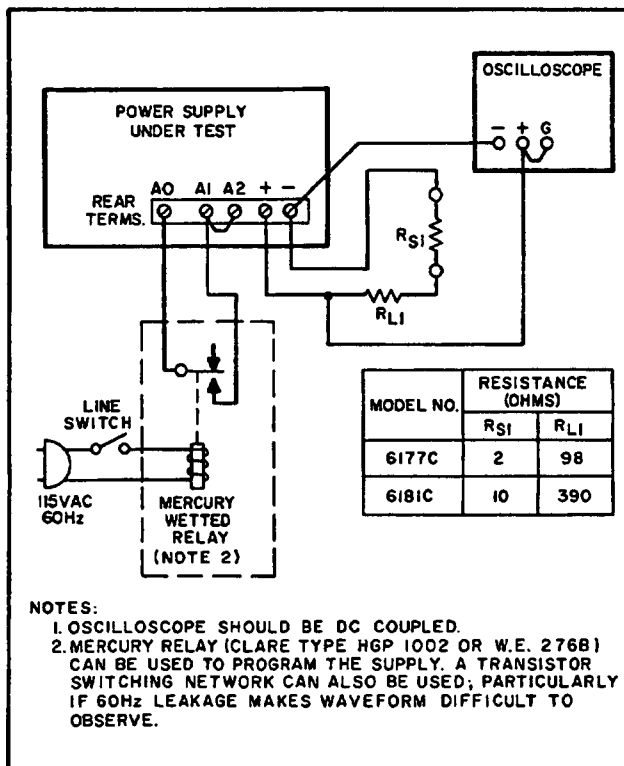 OSCILLOSCOPE
- + G
POWER SUPPLY
UNDER TEST
REAR
TERMS.
A0 A1 A2 + -
RS1
RL1
LINE
SWITCH
115VAC
60Hz
MERCURY
WETTED
RELAY
(NOTE 2)
MODEL NO. RESISTANCE
(OHMS)
RS1 RL1
6177C 2 98
6181C 10 390
NOTES:
1. OSCILLOSCOPE SHOULD BE DC COUPLED.
2. MERCURY RELAY (CLARE TYPE HGP 1002 OR W.E. 276B)
CAN BE USED TO PROGRAM THE SUPPLY. A TRANSISTOR
SWITCHING NETWORK CAN ALSO BE USED; PARTICULARLY
IF 60Hz LEAKAGE MAKES WAVEFORM DIFFICULT TO
OBSERVE.